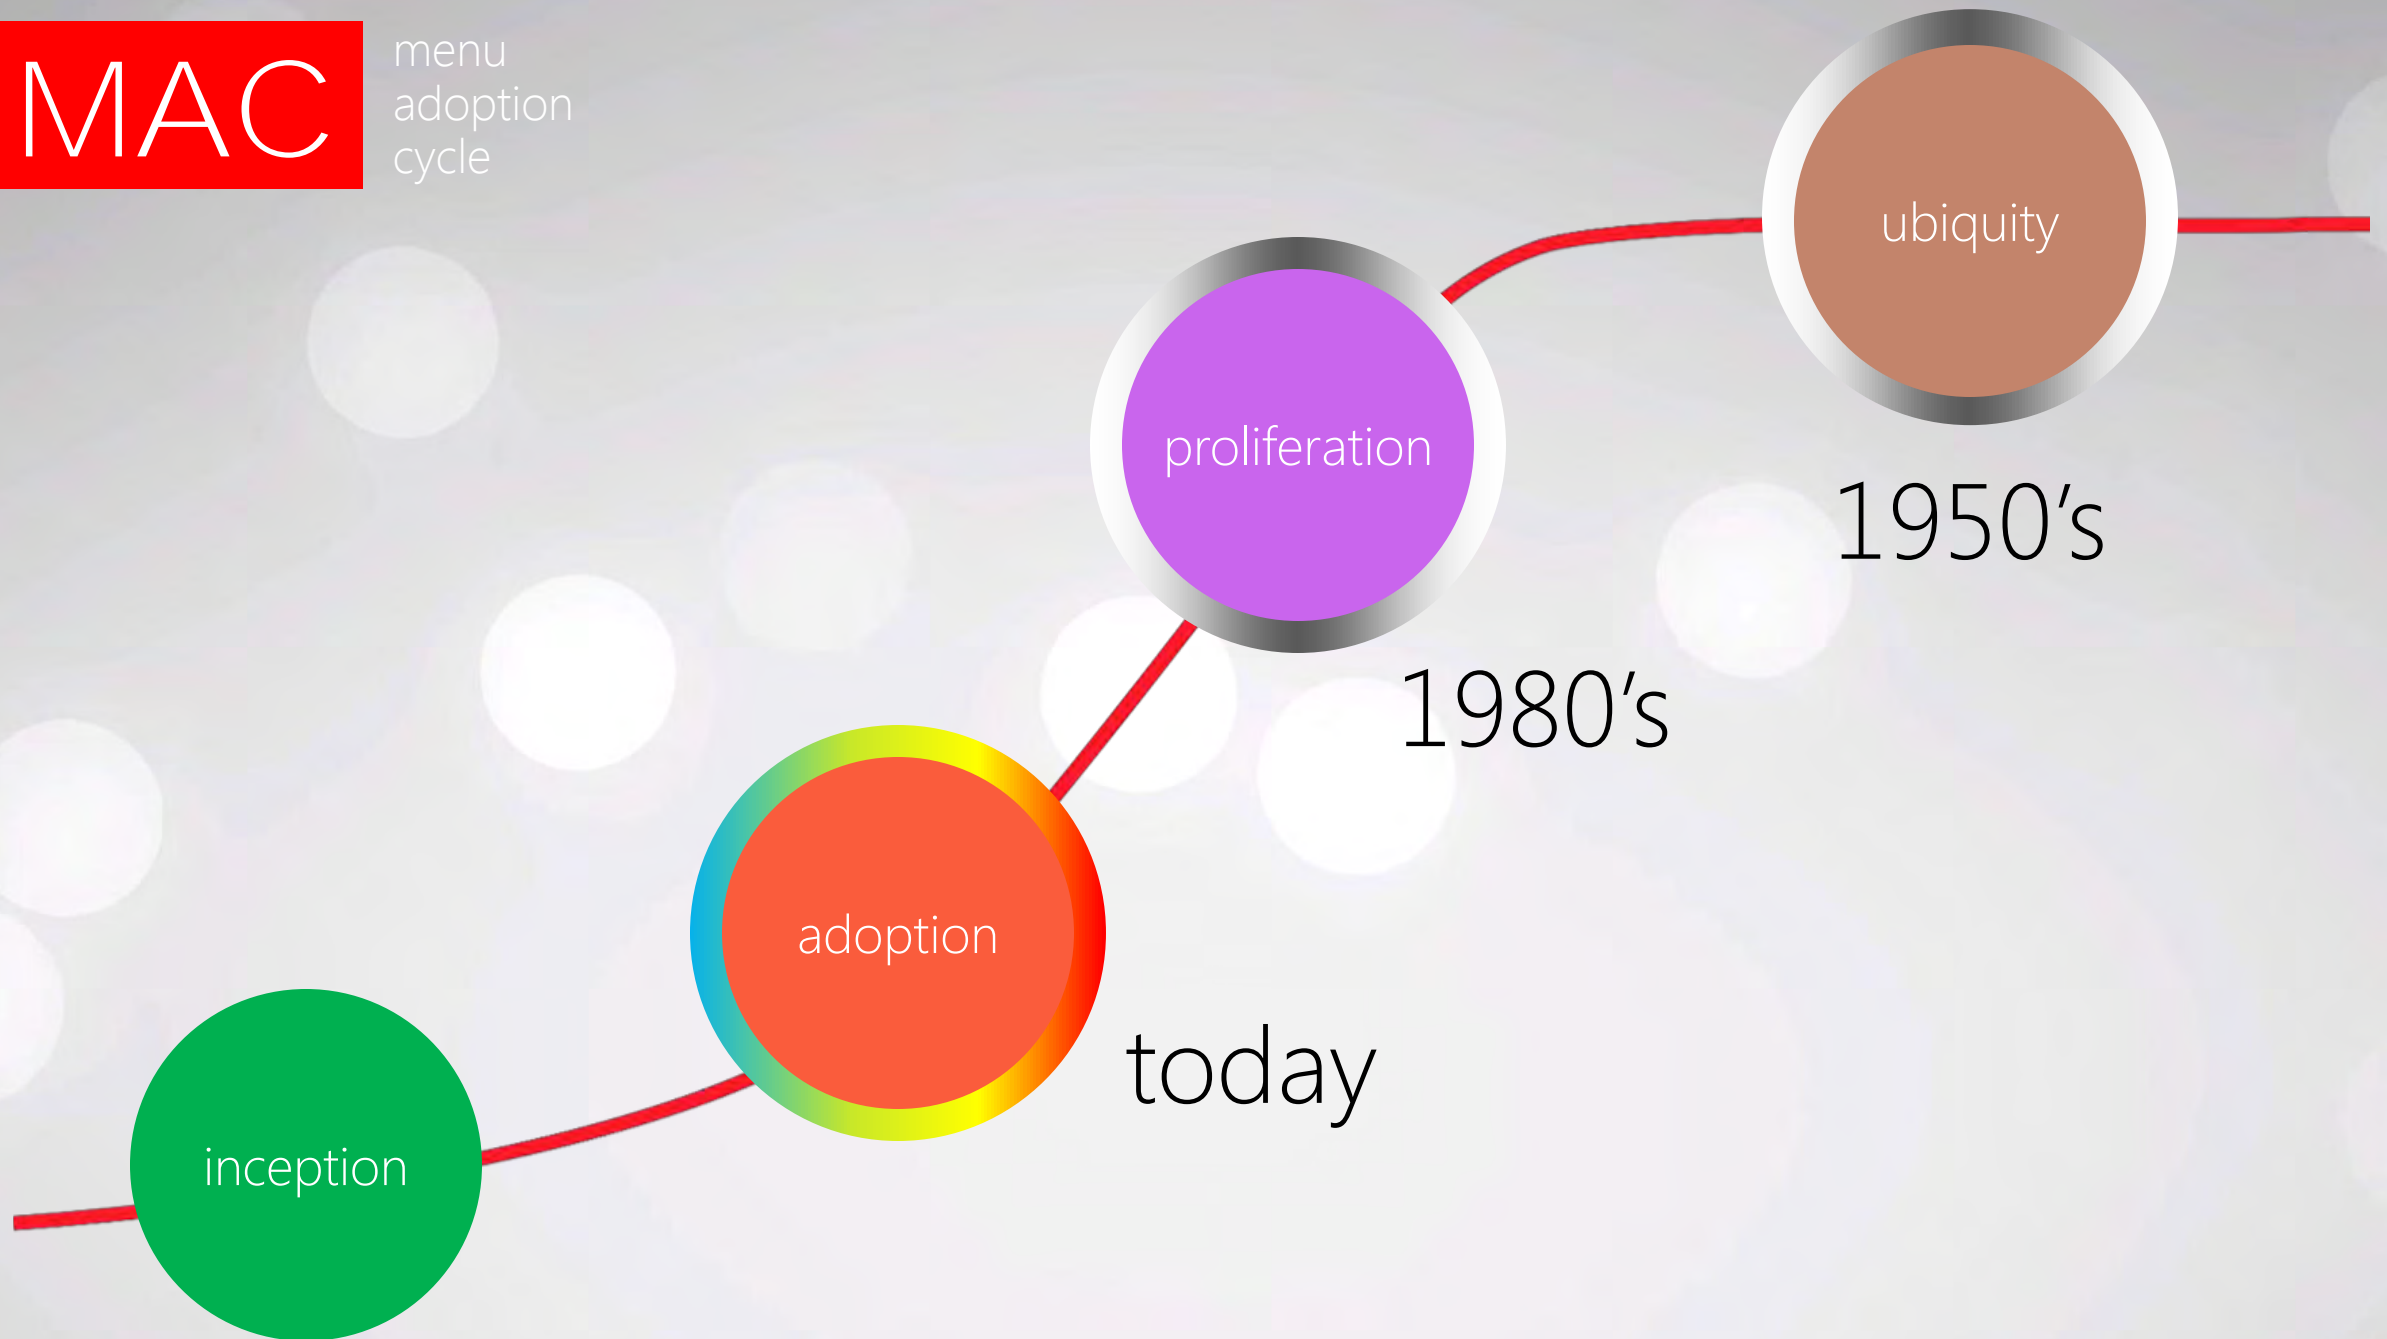 MAC
menu
adoption
cycle
ubiquity
proliferation
1950’s
1980’s
adoption
today
inception